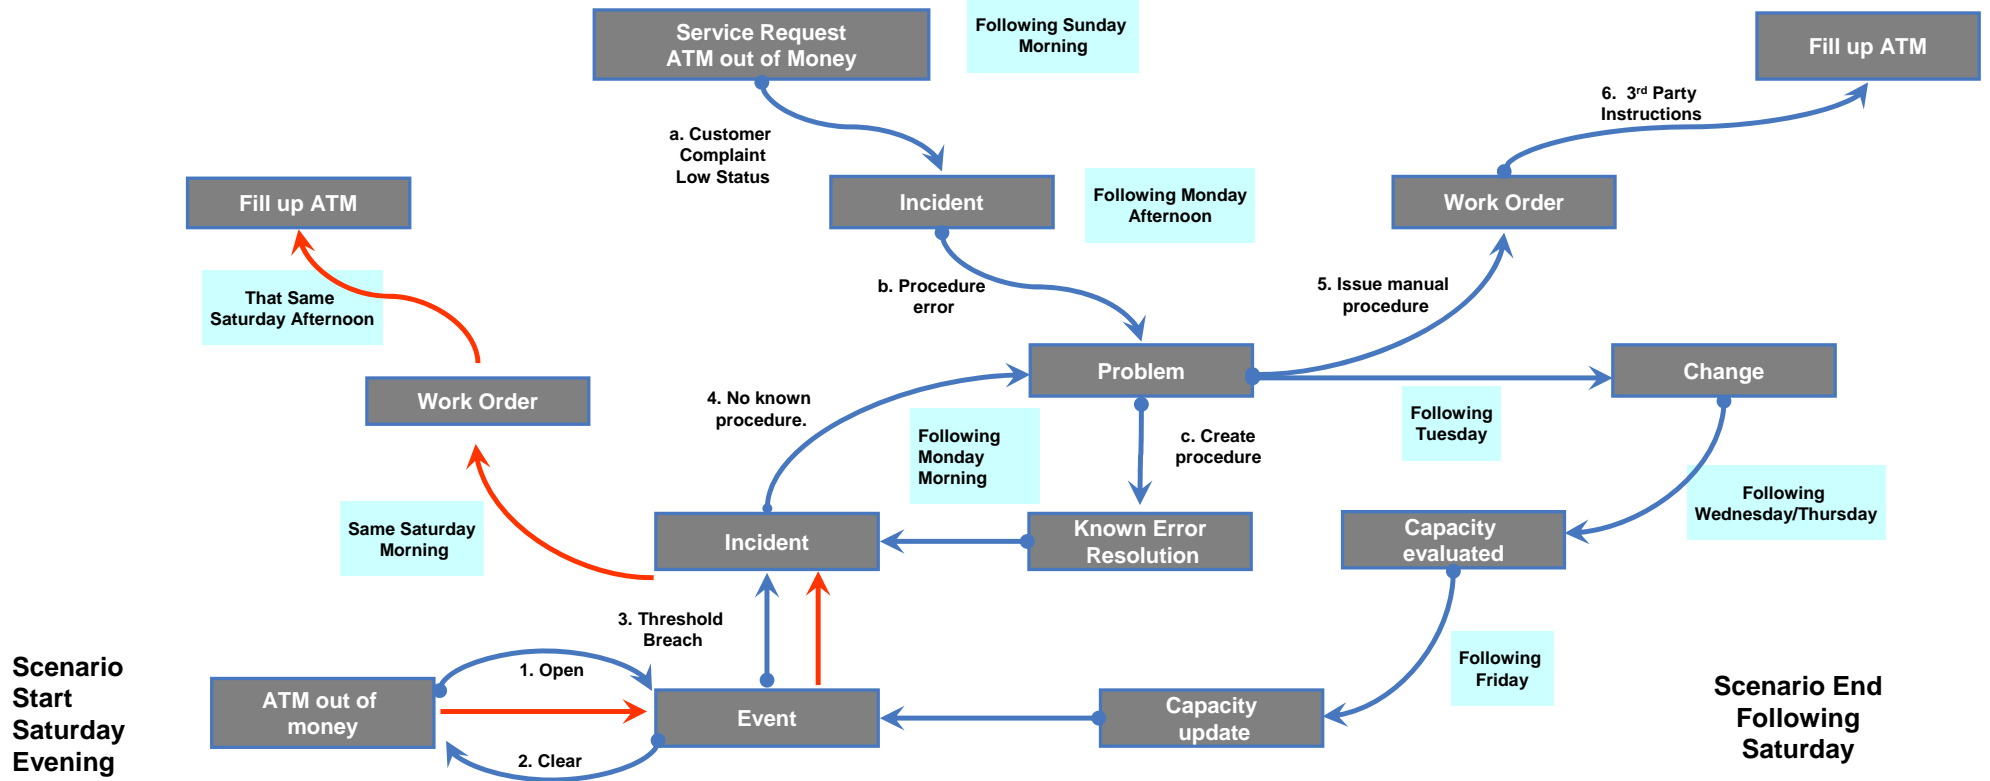 Service Request
ATM out of Money
Following Sunday
Morning
Fill up ATM
6.  3rd Party
Instructions
a. Customer
Complaint
Low Status
Fill up ATM
Incident
Following Monday
Afternoon
Work Order
That Same
Saturday Afternoon
b. Procedure
error
5. Issue manual
procedure
Work Order
4. No known
procedure.
Problem
Change
Following
Monday
Morning
c. Create
procedure
Following
Tuesday
Same Saturday
Morning
Incident
Known Error
Resolution
Capacity
evaluated
Following
Wednesday/Thursday
3. Threshold
Breach
Scenario
Start
Saturday
Evening
ATM out of
money
1. Open
2. Clear
Event
Capacity
update
Following
Friday
Scenario End
Following
Saturday